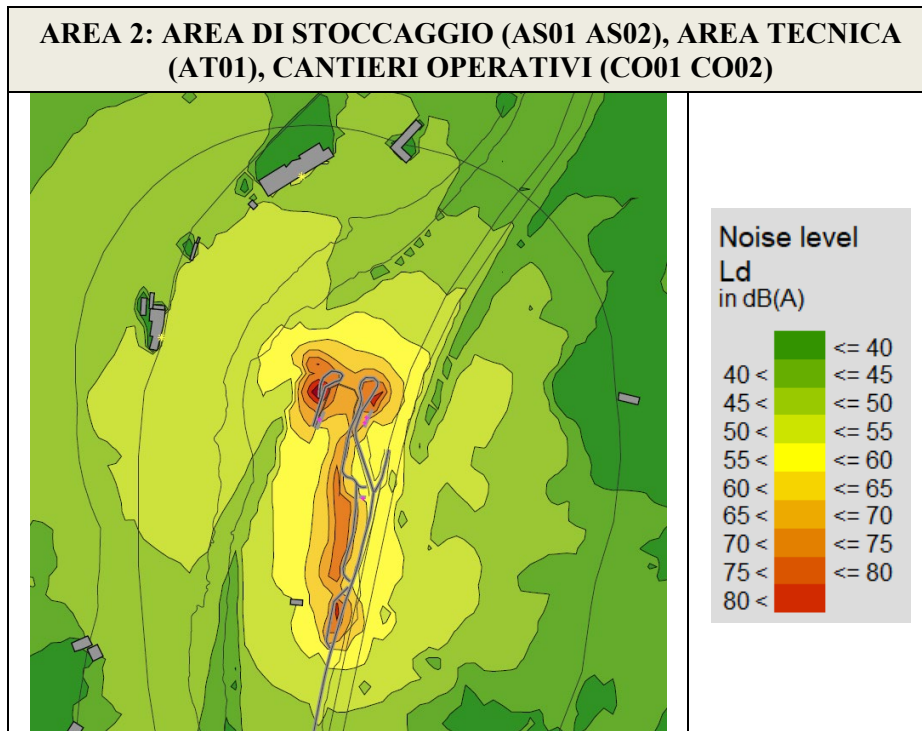 AREA 2: AREA DI STOCCAGGIO (AS01 AS02), AREA TECNICA
(AT01), CANTIERI OPERATIVI (CO01 CO02)
Noise level
Ld
in dB(A)
<= 40
40 < <= 45
45 < <= 50
50 < <= 55
55 < <= 60
60 < <= 65
65 < <= 70
70 < <= 75
75 < <= 80
80 <